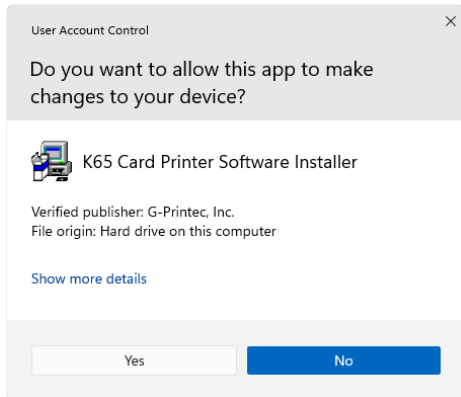 User Account Control
Do you want to allow this app to make
changes to your device?
K65 Card Printer Software Installer
Verified publisher: G-Printec, Inc.
File origin: Hard drive on this computer
Show more details
Yes
No